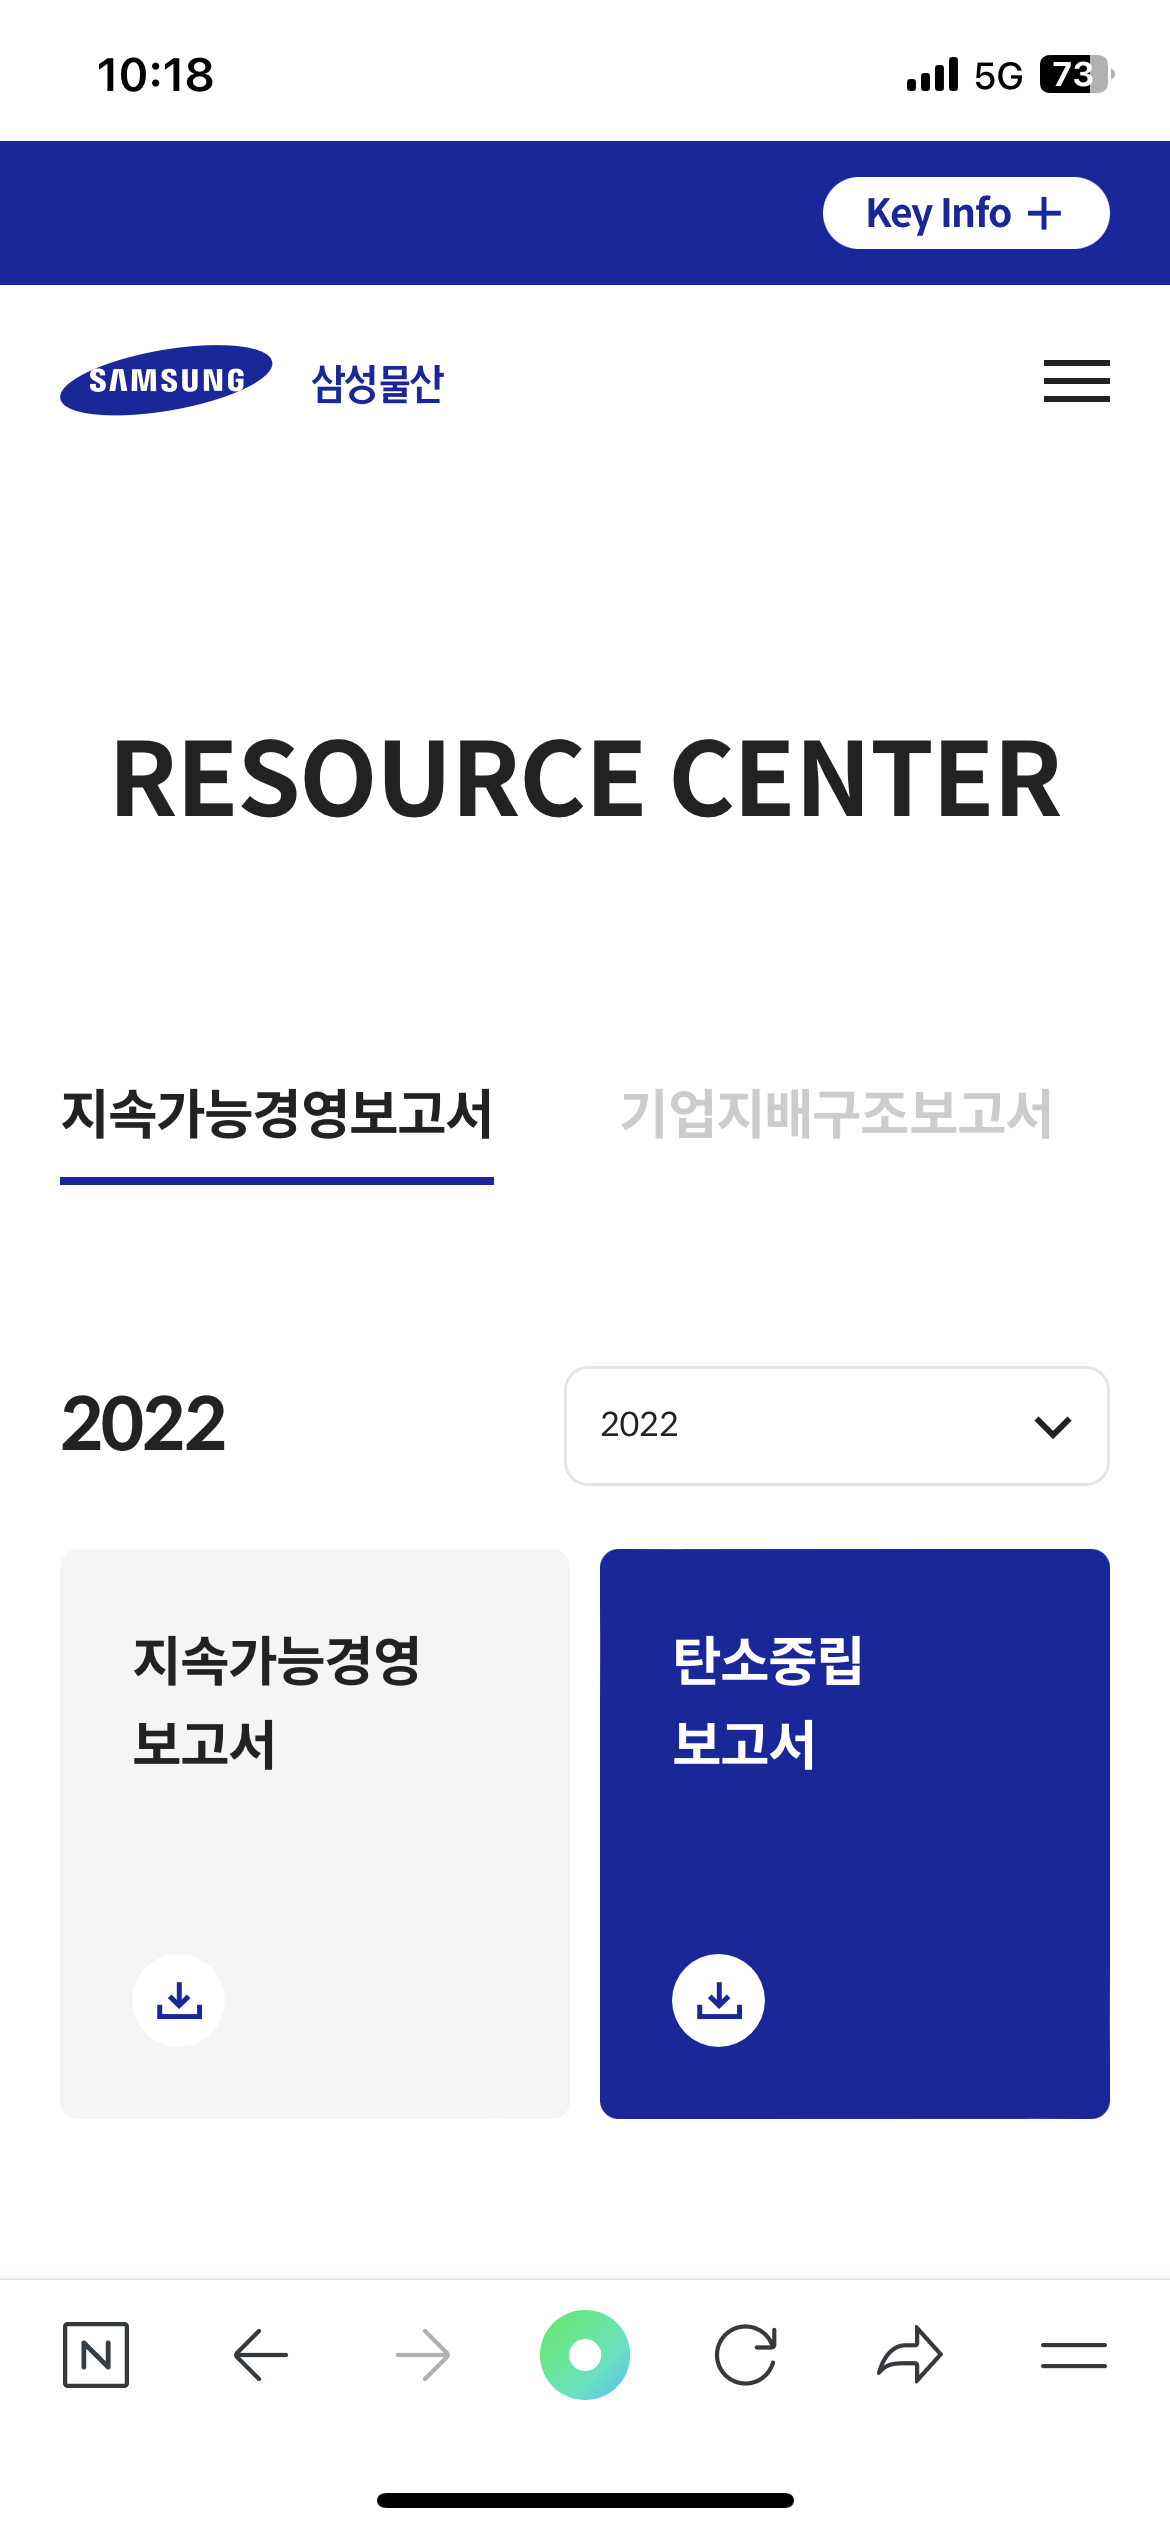 10:18
5G
73
Key Info
SAMSUNG 삼성물산
RESOURCE CENTER
지속가능경영보고서
기업지배구조보고서
2022
2022
지속가능경영
보고서
탄소중립
보고서
N